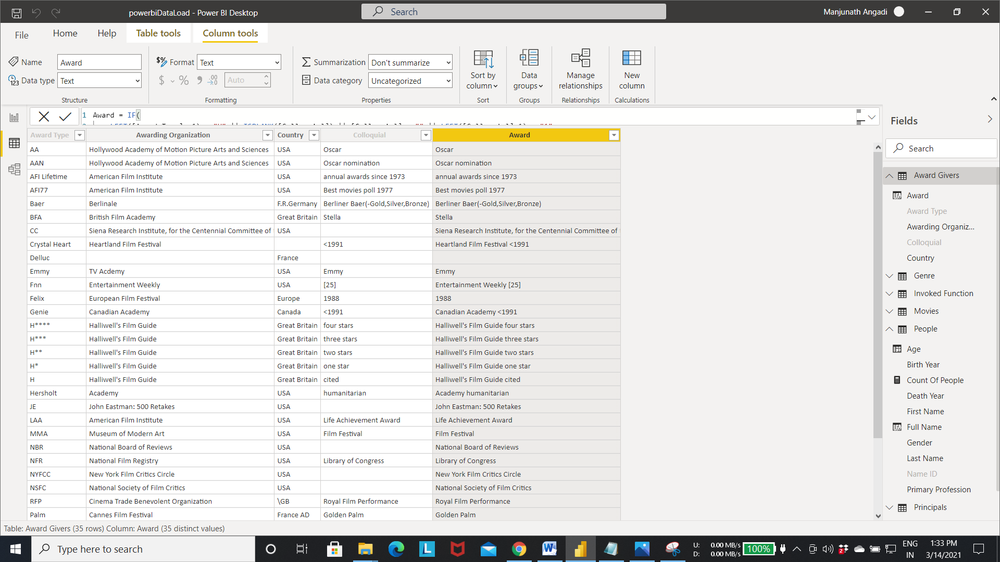 powerbiDataLoad - Power BI Desktop
Search
Manjunath Angadi
File Home Help Table tools Column tools
Name Award
Data type Text
Structure
Format Text
$ % Auto
Formatting
Summarization Don't summarize
Data category Uncategorized
Properties
Sort by column
Sort
Data groups
Groups
Manage relationships
Relationships
New column
Calculations
1 Award = IF(
Award Type Awarding Organization Country Colloquial Award
AA Hollywood Academy of Motion Picture Arts and Sciences USA Oscar Oscar
AAN Hollywood Academy of Motion Picture Arts and Sciences USA Oscar nomination Oscar nomination
AFI Lifetime American Film Institute USA annual awards since 1973 annual awards since 1973
AFI77 American Film Institute USA Best movies poll 1977 Best movies poll 1977
Baer Berlinale F.R.Germany Berliner Baer(-Gold,Silver,Bronze) Berliner Baer(-Gold,Silver,Bronze)
BFA British Film Academy Great Britain Stella Stella
CC Siena Research Institute, for the Centennial Committee of USA Siena Research Institute, for the Centennial Committee of
Crystal Heart Heartland Film Festival <1991 Heartland Film Festival <1991
Delluc France
Emmy TV Acdemy USA Emmy Emmy
Fnn Entertainment Weekly USA [25] Entertainment Weekly [25]
Felix European Film Festival Europe 1988 1988
Genie Canadian Academy Canada <1991 Canadian Academy <1991
H**** Halliwell's Film Guide Great Britain four stars Halliwell's Film Guide four stars
H*** Halliwell's Film Guide Great Britain three stars Halliwell's Film Guide three stars
H** Halliwell's Film Guide Great Britain two stars Halliwell's Film Guide two stars
H* Halliwell's Film Guide Great Britain one star Halliwell's Film Guide one star
H Halliwell's Film Guide Great Britain cited Halliwell's Film Guide cited
Hersholt Academy USA humanitarian Academy humanitarian
JE John Eastman: 500 Retakes USA John Eastman: 500 Retakes
LAA American Film Institute USA Life Achievement Award Life Achievement Award
MMA Museum of Modern Art USA Film Festival Film Festival
NBR National Board of Reviews USA National Board of Reviews
NFR National Film Registry USA Library of Congress Library of Congress
NYFCC New York Film Critics Circle USA New York Film Critics Circle
NSFC National Society of Film Critics USA National Society of Film Critics
RFP Cinema Trade Benevolent Organization \GB Royal Film Performance Royal Film Performance
Palm Cannes Film Festival France AD Golden Palm Golden Palm
Fields
Search
Award Givers
Award
Award Type
Awarding Organiz...
Colloquial
Country
Genre
Invoked Function
Movies
People
Age
Birth Year
Count Of People
Death Year
First Name
Full Name
Gender
Last Name
Name ID
Primary Profession
Principals
Table: Award Givers (35 rows) Column: Award (35 distinct values)
Type here to search
U: 0.00 MB/s
D: 0.00 MB/s
100%
2
ENG
IN
1:33 PM
3/14/2021